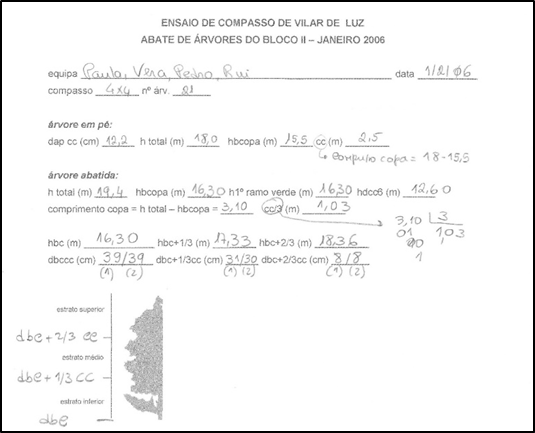 ENSAIO DE COMPASSO DE VILAR DE LUZ
ABATE DE ÁRVORES DO BLOCO II – JANEIRO 2006
equipa Paula, Vera, Pedro, Rui data 1/2/06
compasso 4x4 nº árv. 21
árvore em pé:
dap cc (cm) 12,2 h total (m) 18,0 hbcopa (m) 15,5 cc (m) 2,5
↳ comp/o copa = 18-15,5
árvore abatida:
h total (m) 19,4 hbcopa (m) 16,30 h1º ramo verde (m) 1630 hdcc6 (m) 12,60
comprimento copa = h total – hbcopa = 3,10 cc/3 (m) 1,03
3,10 3
01 103
10
1
hbc (m) 16,30 hbc+1/3 (m) 17,33 hbc+2/3 (m) 18,36
dbccc (cm) 39/39 dbc+1/3cc (cm) 31/30 dbc+2/3cc (cm) 8/8
(1) (2) (1) (2) (1) (2)
estrato superior
dbc + 2/3 CC
estrato médio
dbc + 1/3 CC
estrato inferior
dbc